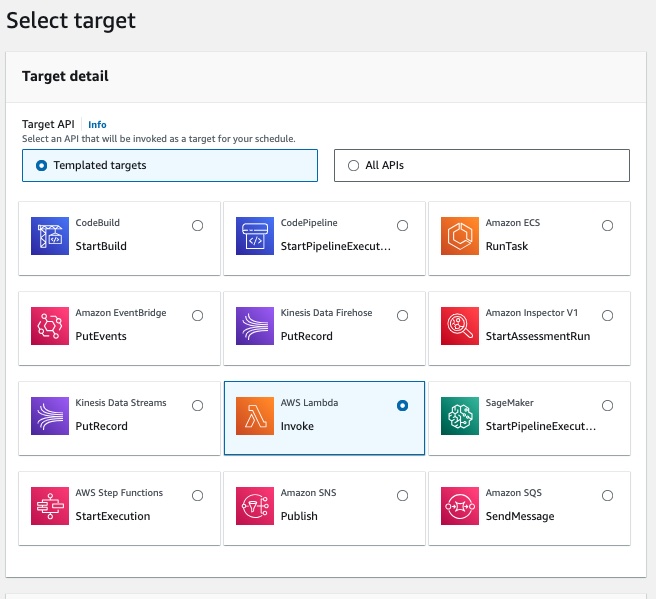 Select target
Target detail
Target API Info
Select an API that will be invoked as a target for your schedule.
Templated targets
All APIs
CodeBuild
StartBuild
CodePipeline
StartPipelineExecut...
Amazon ECS
RunTask
Amazon EventBridge
PutEvents
Kinesis Data Firehose
PutRecord
Amazon Inspector V1
StartAssessmentRun
Kinesis Data Streams
PutRecord
AWS Lambda
Invoke
SageMaker
StartPipelineExecut...
AWS Step Functions
StartExecution
Amazon SNS
Publish
Amazon SQS
SendMessage